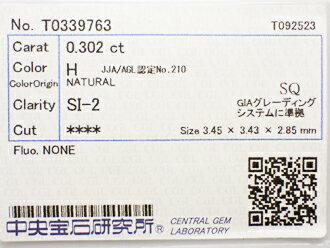 No. T0339763 T092523
Carat 0.302 ct
Color H JJA/AGL認定No.210
ColorOrigin NATURAL
Clarity SI-2 SQ
GIAグレーディング
システムに準拠
Cut **** Size 3.45 × 3.43 × 2.85 mm
Fluo. NONE
中央宝石研究所® CENTRAL GEM
LABORATORY